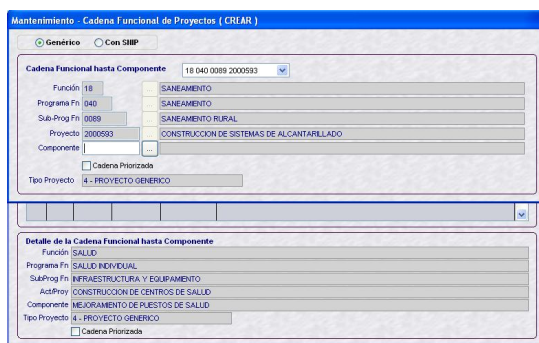 Mantenimiento - Cadena Funcional de Proyectos ( CREAR )
Genérico Con SNIP
Cadena Funcional hasta Componente 18 040 0089 2000593
Función 18 ... SANEAMIENTO
Programa Fn 040 ... SANEAMIENTO
Sub-Prog Fn 0089 ... SANEAMIENTO RURAL
Proyecto 2000593 ... CONSTRUCCION DE SISTEMAS DE ALCANTARILLADO
Componente ...
Cadena Priorizada
Tipo Proyecto 4 - PROYECTO GENERICO
Detalle de la Cadena Funcional hasta Componente
Función SALUD
Programa Fn SALUD INDIVIDUAL
SubProg Fn INFRAESTRUCTURA Y EQUIPAMIENTO
Act/Proy CONSTRUCCION DE CENTROS DE SALUD
Componente MEJORAMIENTO DE PUESTOS DE SALUD
Tipo Proyecto 4 - PROYECTO GENERICO
Cadena Priorizada